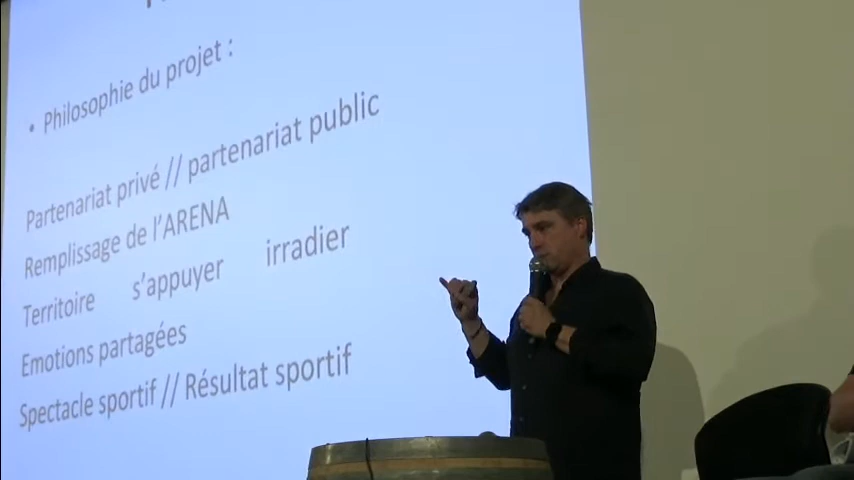 • Philosophie du projet :
Partenariat privé // partenariat public
Remplissage de l'ARENA
Territoire s'appuyer irradier
Emotions partagées
Spectacle sportif // Résultat sportif